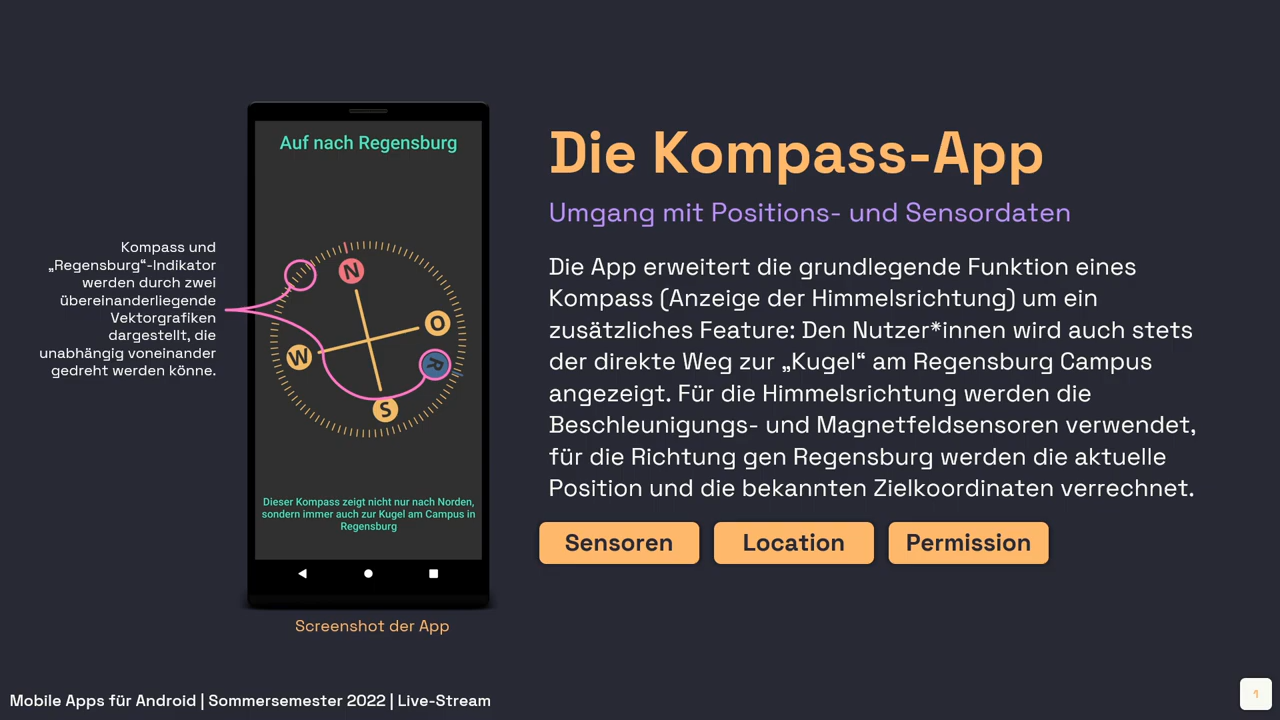 Die Kompass-App
Umgang mit Positions- und Sensordaten
Die App erweitert die grundlegende Funktion eines
Kompass (Anzeige der Himmelsrichtung) um ein
zusätzliches Feature: Den Nutzer*innen wird auch stets
der direkte Weg zur „Kugel“ am Regensburg Campus
angezeigt. Für die Himmelsrichtung werden die
Beschleunigungs- und Magnetfeldsensoren verwendet,
für die Richtung gen Regensburg werden die aktuelle
Position und die bekannten Zielkoordinaten verrechnet.
Sensoren
Location
Permission
Kompass und
„Regensburg“-Indikator
werden durch zwei
übereinanderliegende
Vektorgrafiken
dargestellt, die
unabhängig voneinander
gedreht werden könne.
Auf nach Regensburg
N
O
W
R
S
Dieser Kompass zeigt nicht nur nach Norden,
sondern immer auch zur Kugel am Campus in
Regensburg
Screenshot der App
Mobile Apps für Android | Sommersemester 2022 | Live-Stream
1